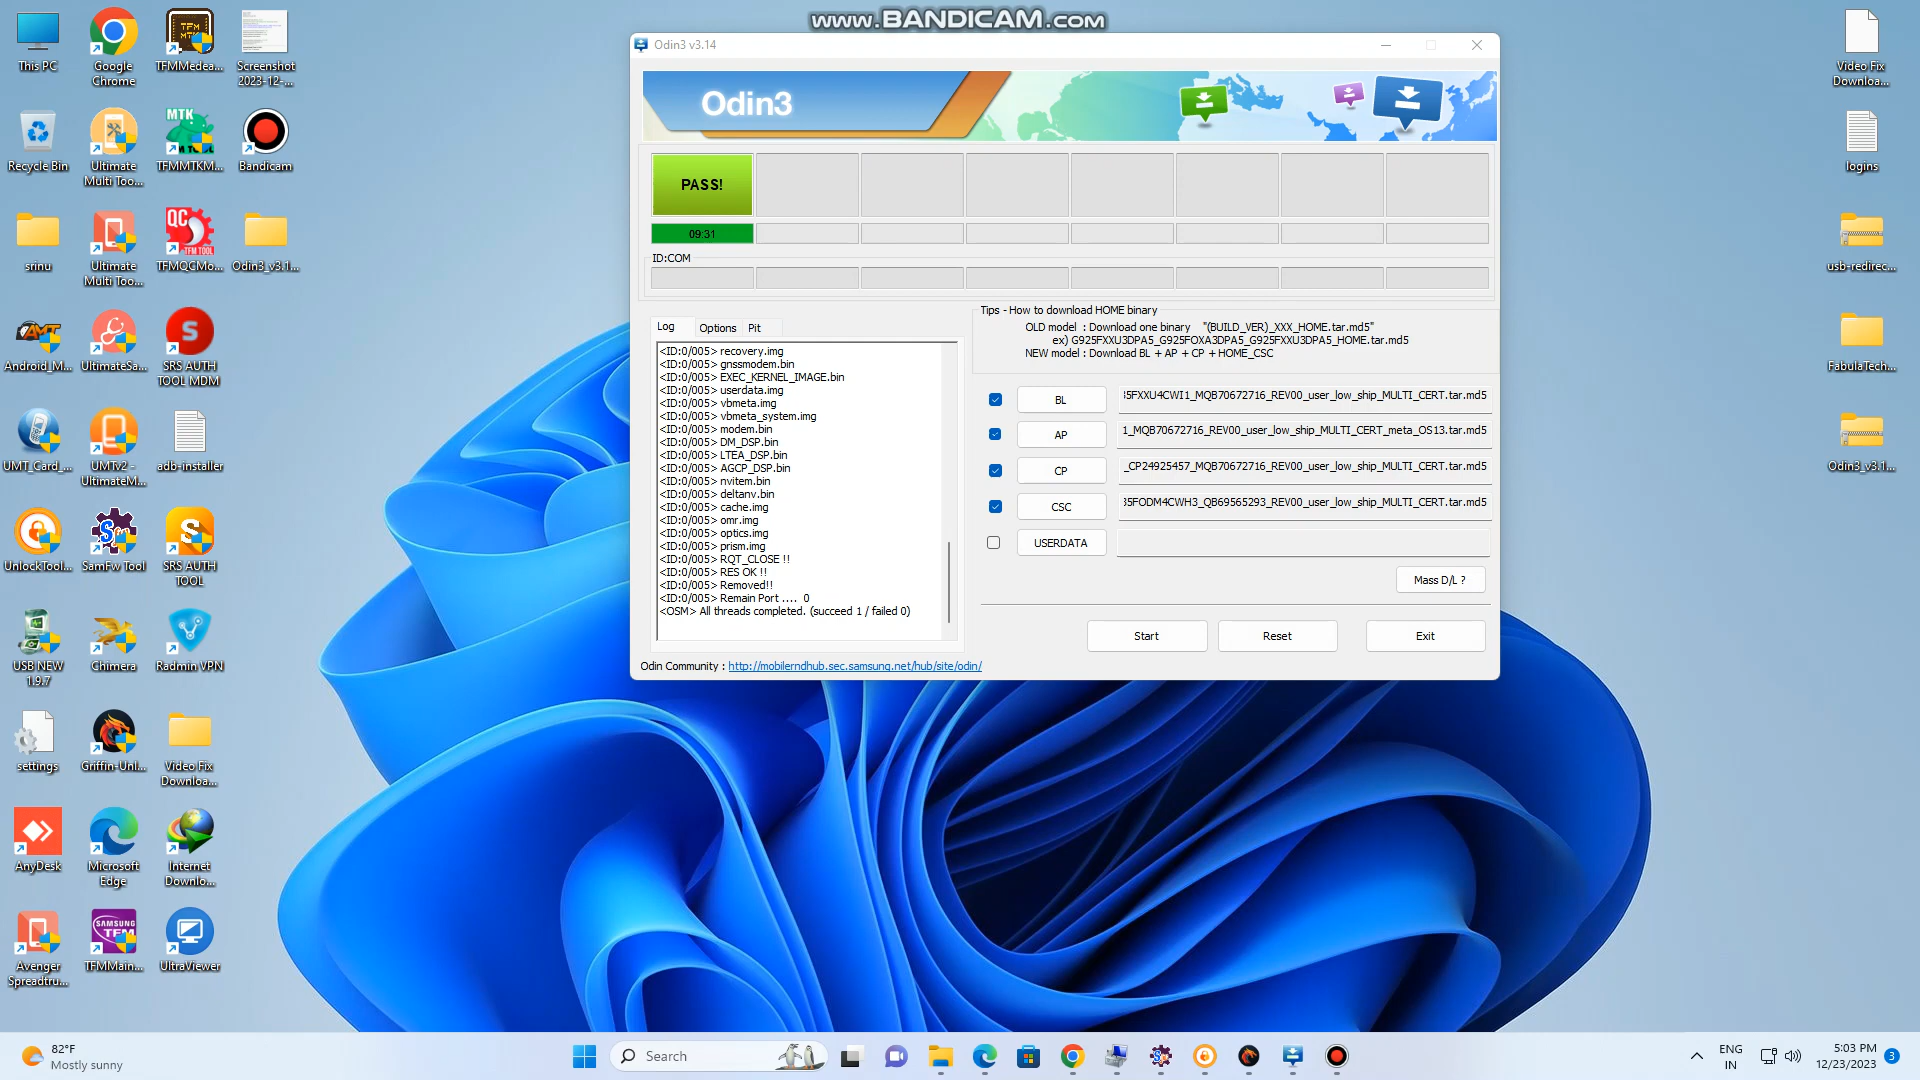 www.BANDICAM.com
This PC
Google
Chrome
TFMMedea...
Screenshot
2023-12-...
Recycle Bin
Ultimate
Multi Too...
MTK
TFMMTKM...
Bandicam
srinu
Ultimate
Multi Too...
QC
TFM TOOL
TFMQCMo...
Odin3_v3.1...
Android_M...
UltimateSa...
SRS AUTH
TOOL MDM
UMT_Card_...
UMTv2 -
UltimateM...
adb-installer
UnlockTool...
SamFw Tool
SRS AUTH
TOOL
USB NEW
1.9.7
Chimera
Radmin VPN
settings
Griffin-Unl...
Video Fix
Downloa...
AnyDesk
Microsoft
Edge
Internet
Downlo...
Avenger
Spreadtru...
SAMSUNG
TFM
TFMMain...
UltraViewer
Odin3 v3.14
Odin3
PASS!
09:31
ID:COM
Log
Options
Pit
<ID:0/005> recovery.img
<ID:0/005> gnssmodem.bin
<ID:0/005> EXEC_KERNEL_IMAGE.bin
<ID:0/005> userdata.img
<ID:0/005> vbmeta.img
<ID:0/005> vbmeta_system.img
<ID:0/005> modem.bin
<ID:0/005> DM_DSP.bin
<ID:0/005> LTEA_DSP.bin
<ID:0/005> AGCP_DSP.bin
<ID:0/005> nvitem.bin
<ID:0/005> deltanv.bin
<ID:0/005> cache.img
<ID:0/005> omr.img
<ID:0/005> optics.img
<ID:0/005> prism.img
<ID:0/005> RQT_CLOSE !!
<ID:0/005> RES OK !!
<ID:0/005> Removed!!
<ID:0/005> Remain Port .... 0
<OSM> All threads completed. (succeed 1 / failed 0)
Tips - How to download HOME binary
OLD model : Download one binary "(BUILD_VER)_XXX_HOME.tar.md5"
ex) G925FXXU3DPA5_G925FOXA3DPA5_G925FXXU3DPA5_HOME.tar.md5
NEW model : Download BL + AP + CP + HOME_CSC
BL
35FXXU4CWI1_MQB70672716_REV00_user_low_ship_MULTI_CERT.tar.md5
AP
1_MQB70672716_REV00_user_low_ship_MULTI_CERT_meta_OS13.tar.md5
CP
_CP24925457_MQB70672716_REV00_user_low_ship_MULTI_CERT.tar.md5
CSC
35FODM4CWH3_QB69565293_REV00_user_low_ship_MULTI_CERT.tar.md5
USERDATA
Mass D/L ?
Start
Reset
Exit
Odin Community : http://mobilerndhub.sec.samsung.net/hub/site/odin/
Video Fix
Downloa...
logins
usb-redirec...
FabulaTech...
Odin3_v3.1...
82°F
Mostly sunny
Search
ENG
IN
5:03 PM
12/23/2023
3